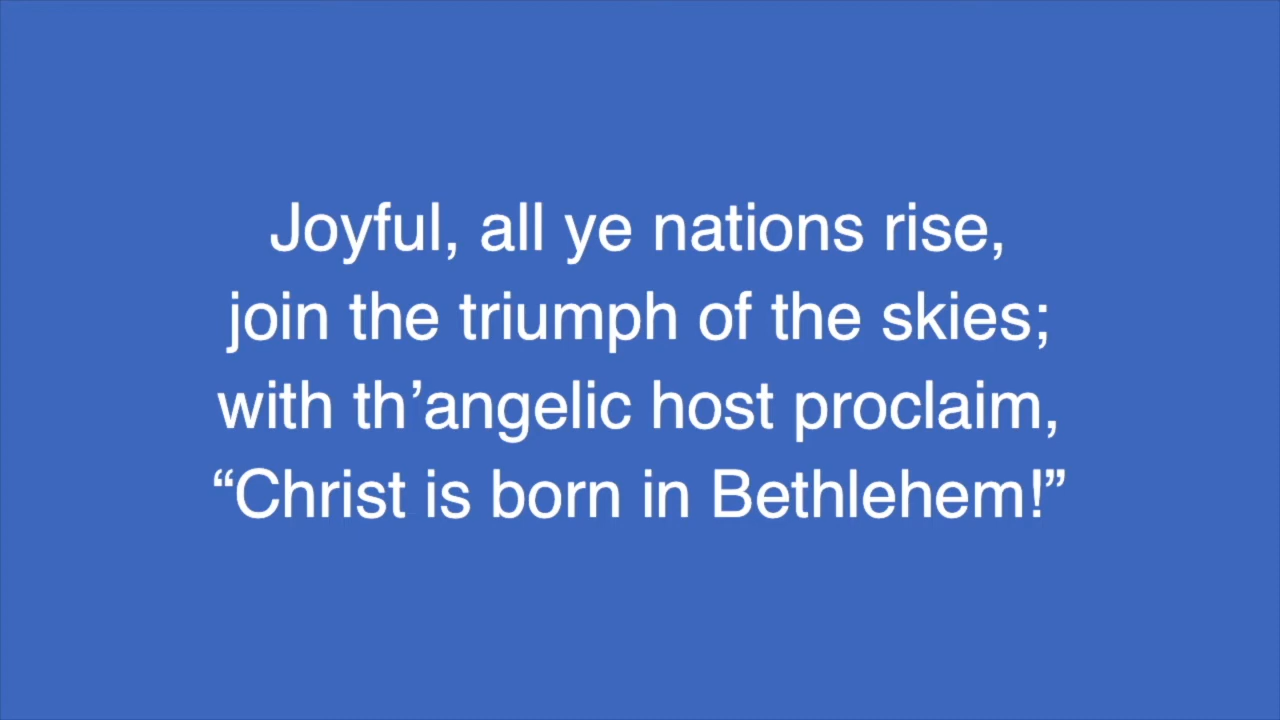 Joyful, all ye nations rise,
join the triumph of the skies;
with th’angelic host proclaim,
“Christ is born in Bethlehem!”